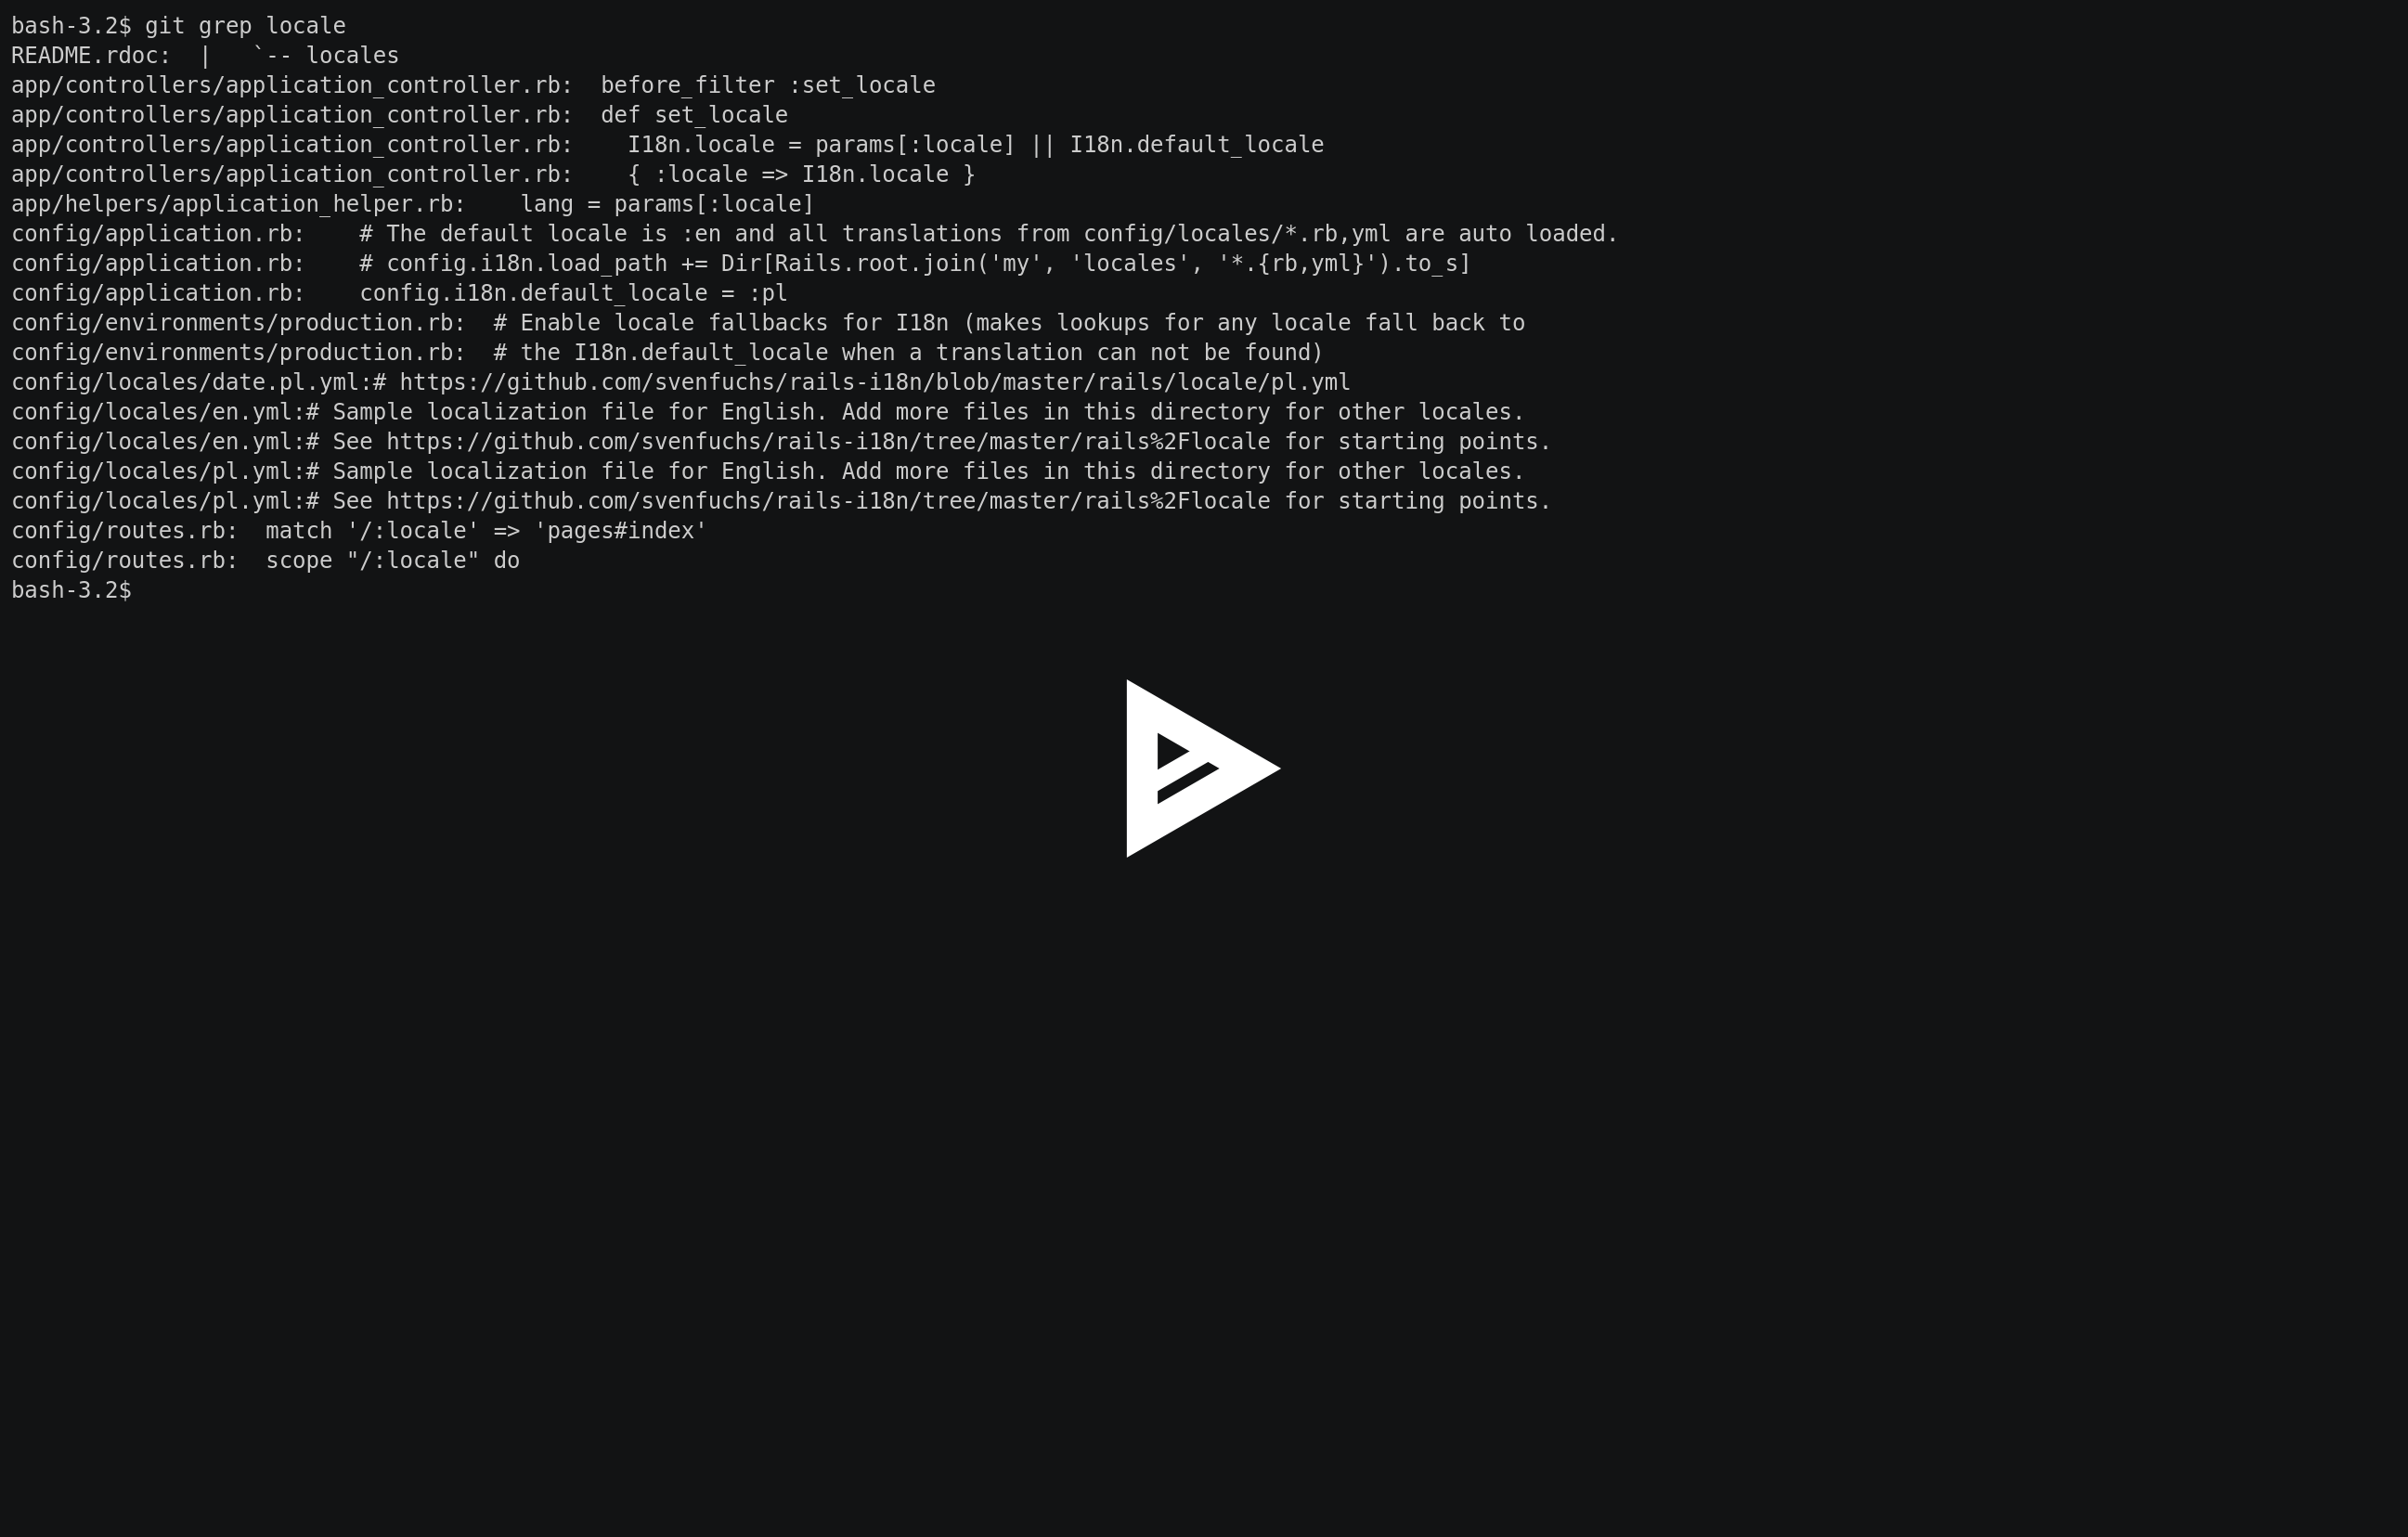 bash-3.2$ git grep locale
README.rdoc:  |   `-- locales
app/controllers/application_controller.rb:  before_filter :set_locale
app/controllers/application_controller.rb:  def set_locale
app/controllers/application_controller.rb:    I18n.locale = params[:locale] || I18n.default_locale
app/controllers/application_controller.rb:    { :locale => I18n.locale }
app/helpers/application_helper.rb:    lang = params[:locale]
config/application.rb:    # The default locale is :en and all translations from config/locales/*.rb,yml are auto loaded.
config/application.rb:    # config.i18n.load_path += Dir[Rails.root.join('my', 'locales', '*.{rb,yml}').to_s]
config/application.rb:    config.i18n.default_locale = :pl
config/environments/production.rb:  # Enable locale fallbacks for I18n (makes lookups for any locale fall back to
config/environments/production.rb:  # the I18n.default_locale when a translation can not be found)
config/locales/date.pl.yml:# https://github.com/svenfuchs/rails-i18n/blob/master/rails/locale/pl.yml
config/locales/en.yml:# Sample localization file for English. Add more files in this directory for other locales.
config/locales/en.yml:# See https://github.com/svenfuchs/rails-i18n/tree/master/rails%2Flocale for starting points.
config/locales/pl.yml:# Sample localization file for English. Add more files in this directory for other locales.
config/locales/pl.yml:# See https://github.com/svenfuchs/rails-i18n/tree/master/rails%2Flocale for starting points.
config/routes.rb:  match '/:locale' => 'pages#index'
config/routes.rb:  scope "/:locale" do
bash-3.2$